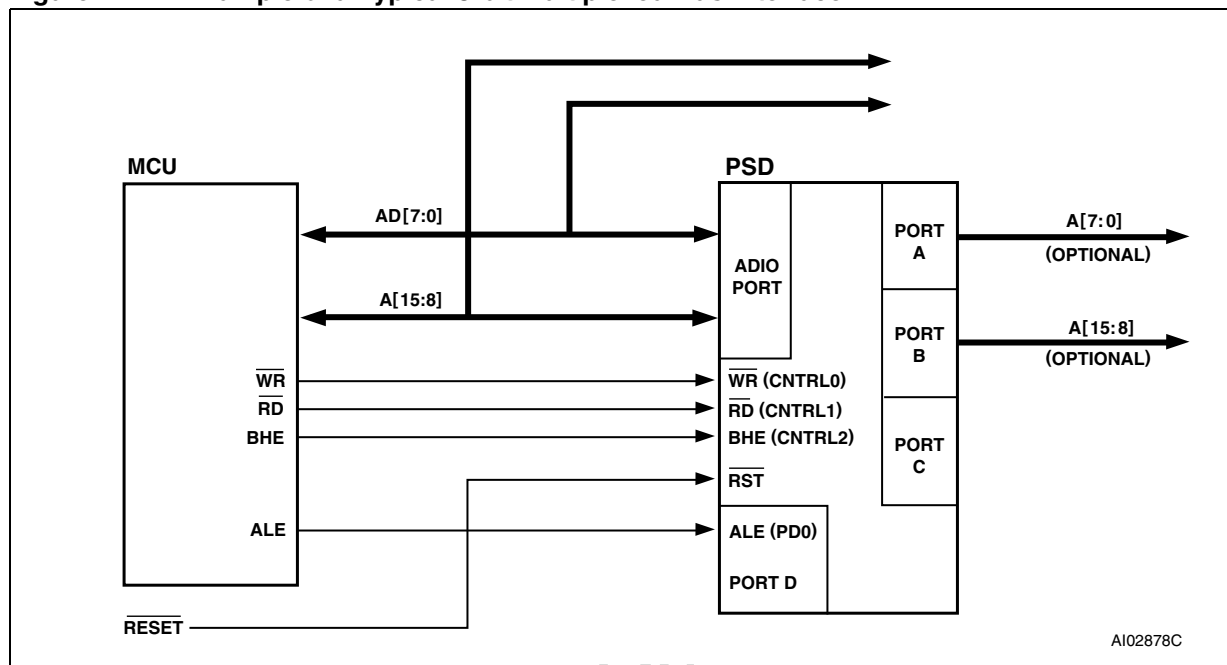 MCU
PSD
AD[7:0]
A[15:8]
WR
RD
BHE
ALE
RESET
ADIO
PORT
WR (CNTRL0)
RD (CNTRL1)
BHE (CNTRL2)
RST
ALE (PD0)
PORT D
PORT
A
PORT
B
PORT
C
A[7:0]
(OPTIONAL)
A[15:8]
(OPTIONAL)
AI02878C